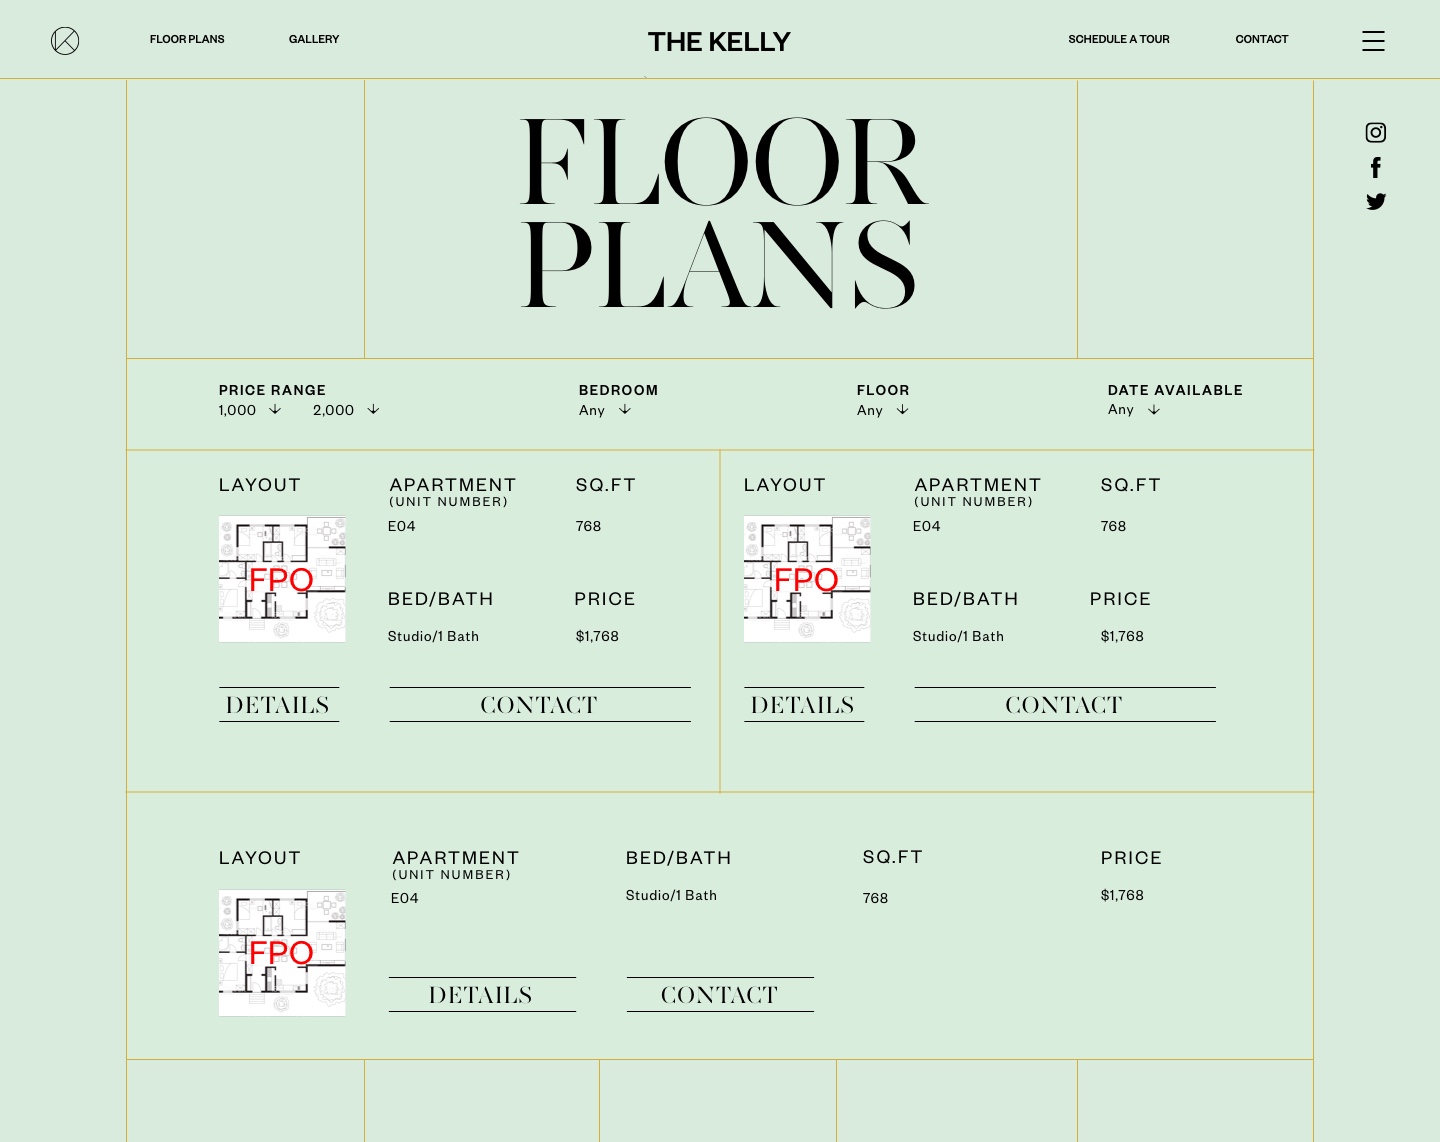 FLOOR PLANS
GALLERY
THE KELLY
SCHEDULE A TOUR
CONTACT
FLOOR
PLANS
PRICE RANGE
1,000
2,000
BEDROOM
Any
FLOOR
Any
DATE AVAILABLE
Any
LAYOUT
FPO
APARTMENT
(UNIT NUMBER)
E04
SQ.FT
768
BED/BATH
Studio/1 Bath
PRICE
$1,768
DETAILS
CONTACT
LAYOUT
FPO
APARTMENT
(UNIT NUMBER)
E04
SQ.FT
768
BED/BATH
Studio/1 Bath
PRICE
$1,768
DETAILS
CONTACT
LAYOUT
FPO
APARTMENT
(UNIT NUMBER)
E04
BED/BATH
Studio/1 Bath
SQ.FT
768
PRICE
$1,768
DETAILS
CONTACT